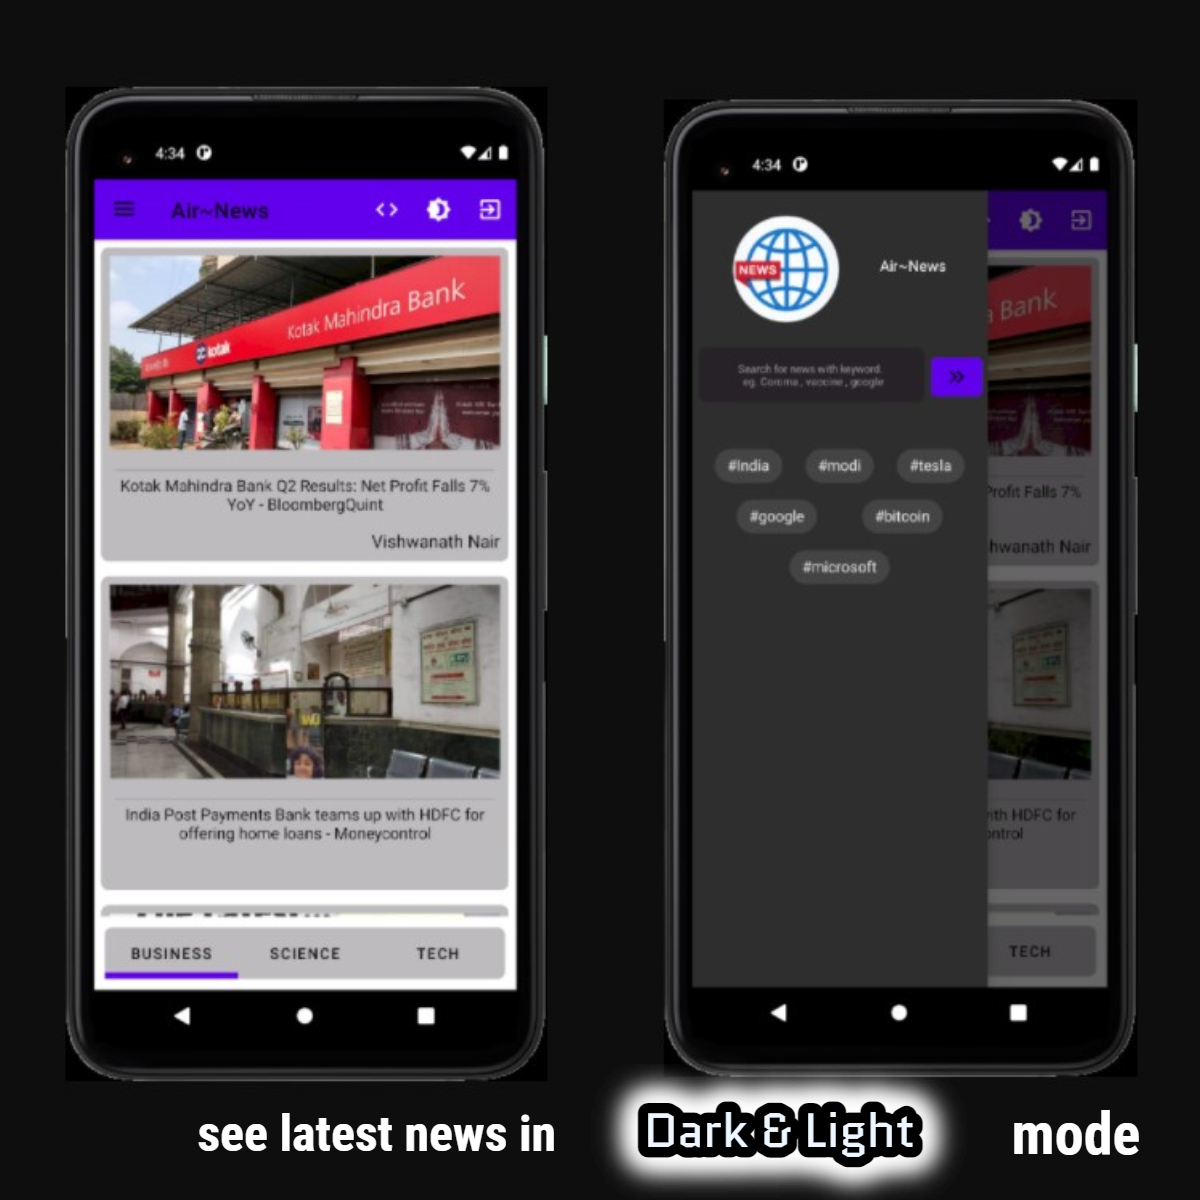 4:34
Air~News
Kotak Mahindra Bank
kotak
Kotak Mahindra Bank Q2 Results: Net Profit Falls 7%
YoY - BloombergQuint
Vishwanath Nair
India Post Payments Bank teams up with HDFC for
offering home loans - Moneycontrol
BUSINESS SCIENCE TECH
4:34
NEWS
Air~News
Search for news with keyword.
eg. Corona , vaccine , google
#India #modi #tesla
#google #bitcoin
#microsoft
Bank
Profit Falls 7%
hwanath Nair
with HDFC for
ontrol
TECH
see latest news in Dark & Light mode